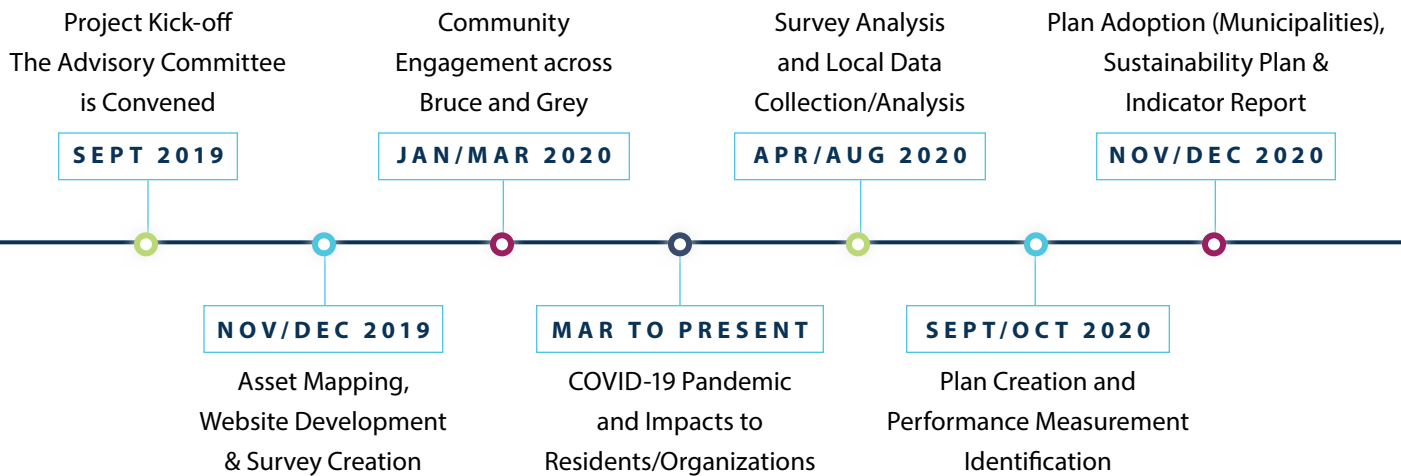 Project Kick-off
The Advisory Committee
is Convened
SEPT 2019
NOV/DEC 2019
Asset Mapping,
Website Development
& Survey Creation
Community
Engagement across
Bruce and Grey
JAN/MAR 2020
MAR TO PRESENT
COVID-19 Pandemic
and Impacts to
Residents/Organizations
Survey Analysis
and Local Data
Collection/Analysis
APR/AUG 2020
SEPT/OCT 2020
Plan Creation and
Performance Measurement
Identification
Plan Adoption (Municipalities),
Sustainability Plan &
Indicator Report
NOV/DEC 2020